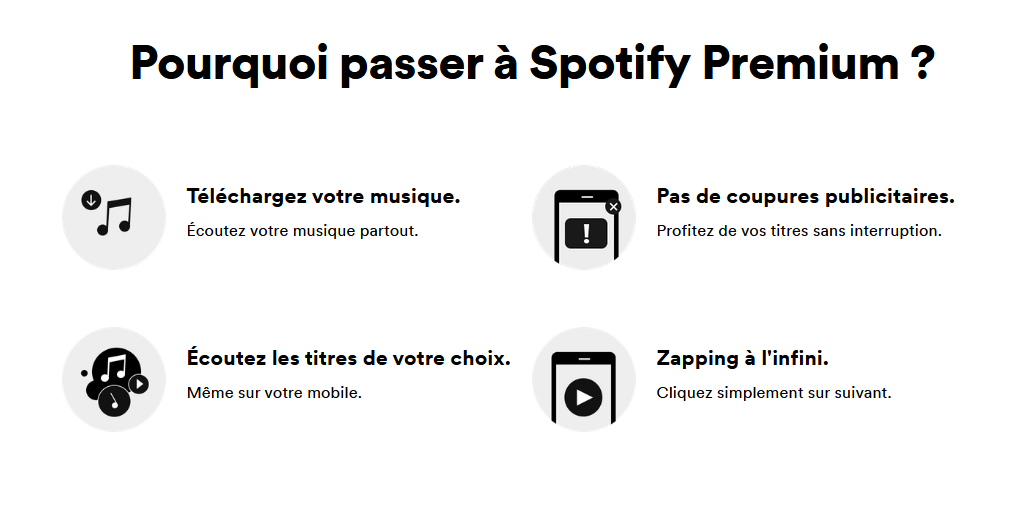 Pourquoi passer à Spotify Premium ?
Téléchargez votre musique.
Écoutez votre musique partout.
Pas de coupures publicitaires.
Profitez de vos titres sans interruption.
Écoutez les titres de votre choix.
Même sur votre mobile.
Zapping à l'infini.
Cliquez simplement sur suivant.